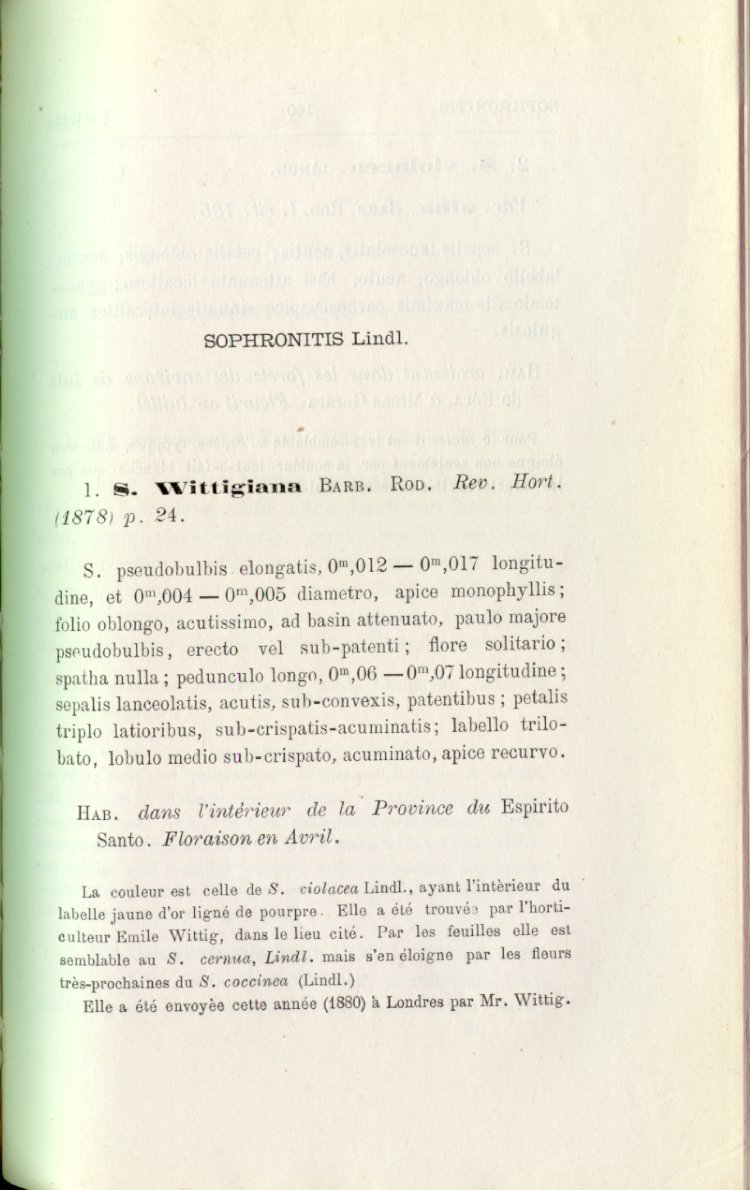 SOPHRONITIS Lindl.
1. S. Wittigiana BARB. ROD. Rev. Hort.
(1878) p. 24.
S. pseudobulbis elongatis, 0ᵐ,012 — 0ᵐ,017 longitu-
dine, et 0ᵐ,004 — 0ᵐ,005 diametro, apice monophyllis;
folio oblongo, acutissimo, ad basin attenuato, paulo majore
pseudobulbis, erecto vel sub-patenti; flore solitario;
spatha nulla; pedunculo longo, 0ᵐ,06 — 0ᵐ,07 longitudine;
sepalis lanceolatis, acutis, sub-convexis, patentibus; petalis
triplo latioribus, sub-crispatis-acuminatis; labello trilo-
bato, lobulo medio sub-crispato, acuminato, apice recurvo.
HAB. dans l'intérieur de la Province du Espirito
Santo. Floraison en Avril.
La couleur est celle de S. violacea Lindl., ayant l'intèrieur du
labelle jaune d'or ligné de pourpre. Elle a été trouvée par l'horti-
culteur Emile Wittig, dans le lieu cité. Par les feuilles elle est
semblable au S. cernua, Lindl. mais s'en éloigne par les fleurs
très-prochaines du S. coccinea (Lindl.)
Elle a été envoyèe cette année (1880) à Londres par Mr. Wittig.